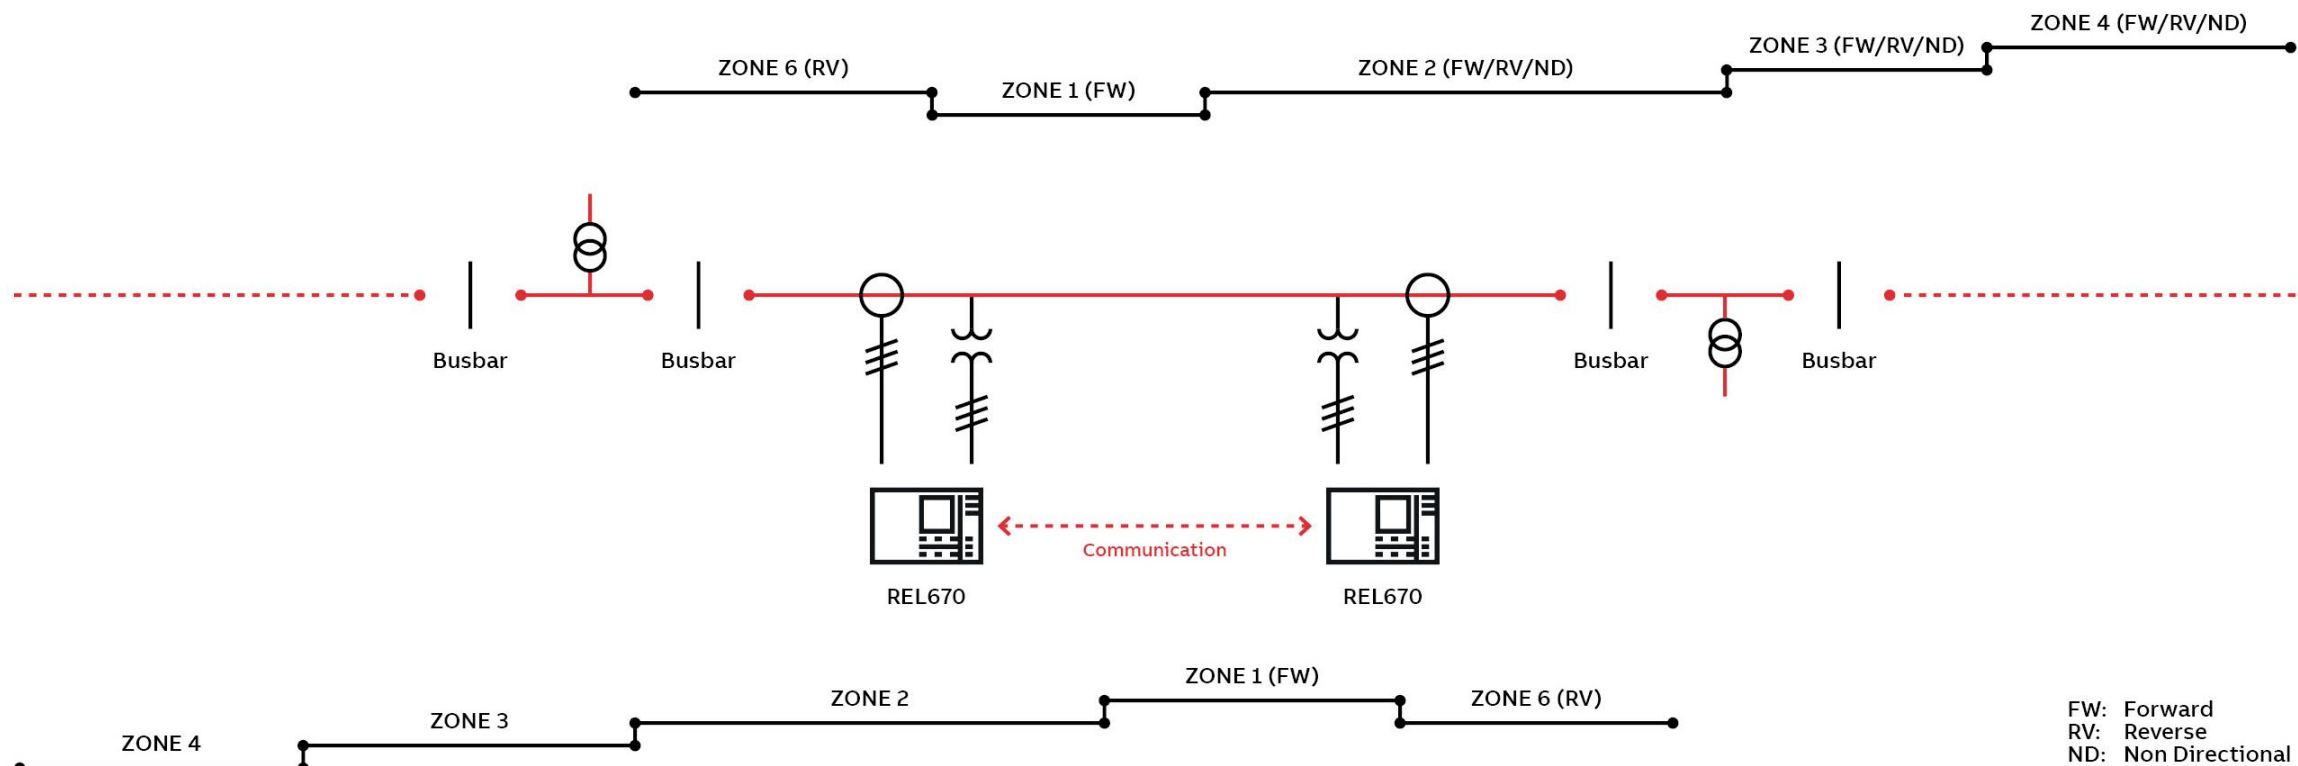 ZONE 4 (FW/RV/ND)
ZONE 3 (FW/RV/ND)
ZONE 6 (RV)
ZONE 2 (FW/RV/ND)
ZONE 1 (FW)
Busbar
Busbar
Busbar
Busbar
Communication
REL670
REL670
ZONE 1 (FW)
ZONE 2
ZONE 6 (RV)
ZONE 3
ZONE 4
FW: Forward
RV: Reverse
ND: Non Directional